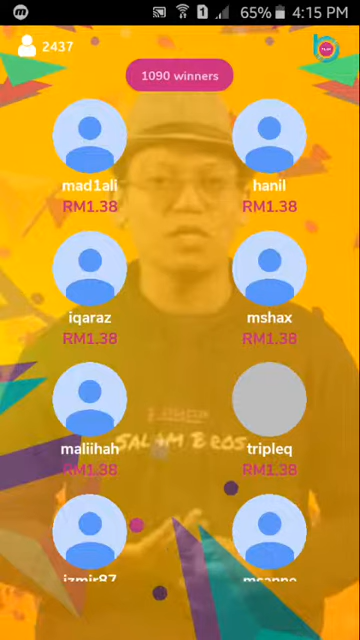 65% 4:15 PM
2437
1090 winners
mad1ali hanil
RM1.38 RM1.38
iqaraz mshax
RM1.38 RM1.38
maliihah tripleq
RM1.38 RM1.38
izmir87